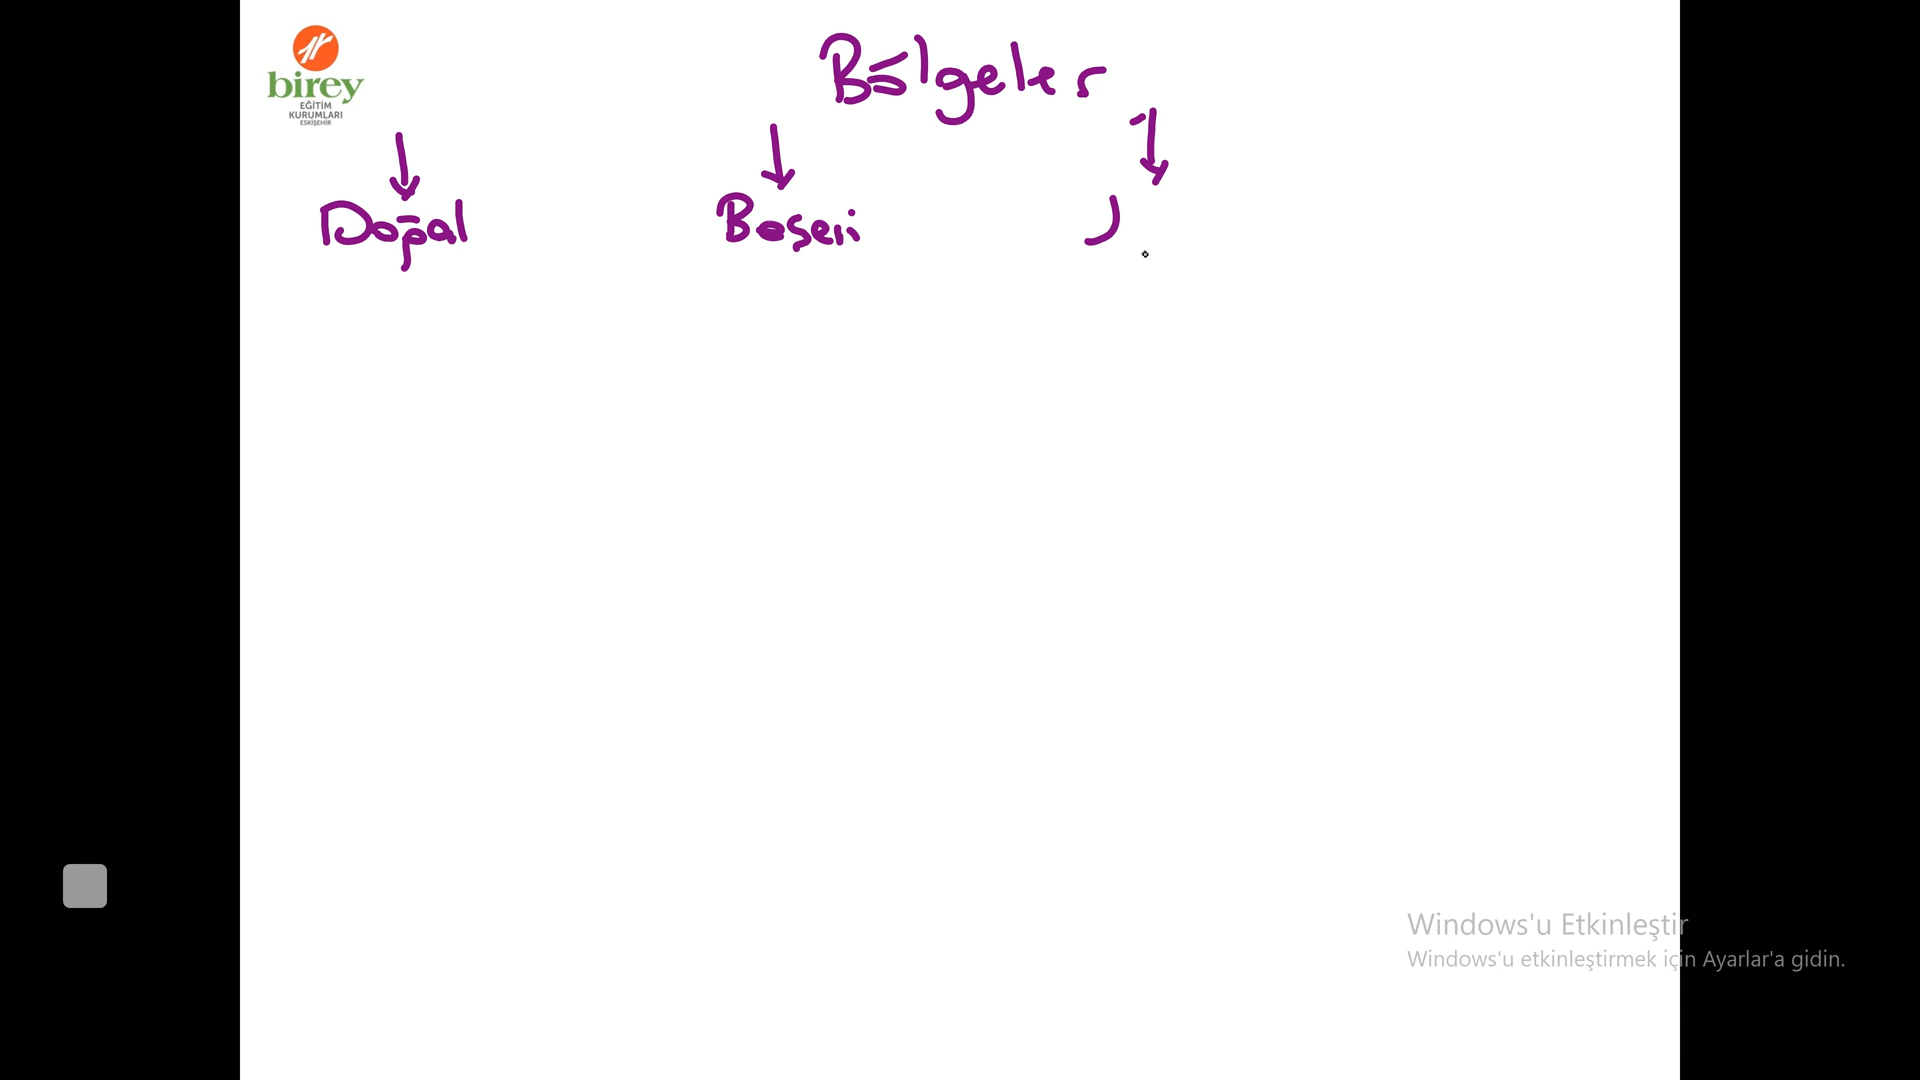 birey
EĞİTİM
KURUMLARI
ESKİŞEHİR
Bölgeler
Doğal
Beşeri
Windows'u Etkinleştir
Windows'u etkinleştirmek için Ayarlar'a gidin.